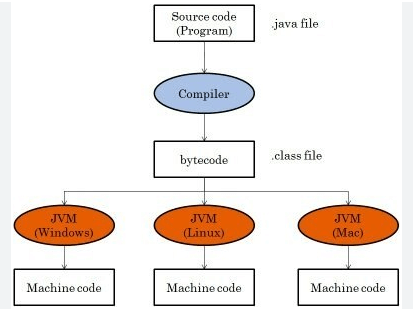 Source code
(Program)
.java file
Compiler
bytecode
.class file
JVM
(Windows)
JVM
(Linux)
JVM
(Mac)
Machine code
Machine code
Machine code